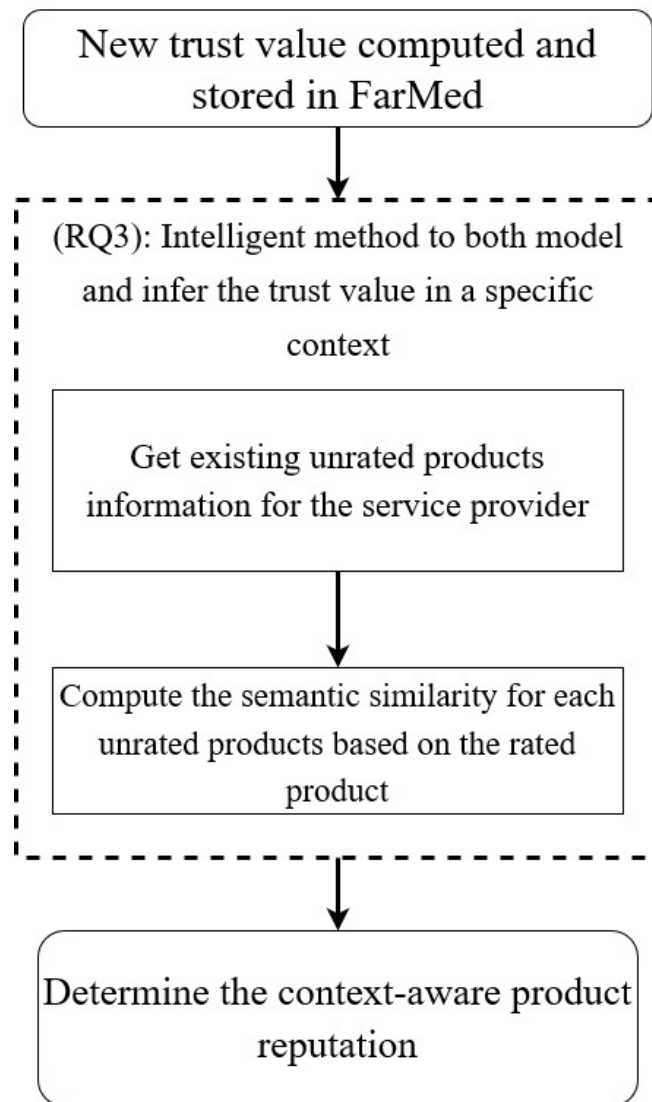 New trust value computed and
stored in FarMed
(RQ3): Intelligent method to both model
and infer the trust value in a specific
context
Get existing unrated products
information for the service provider
Compute the semantic similarity for each
unrated products based on the rated
product
Determine the context-aware product
reputation